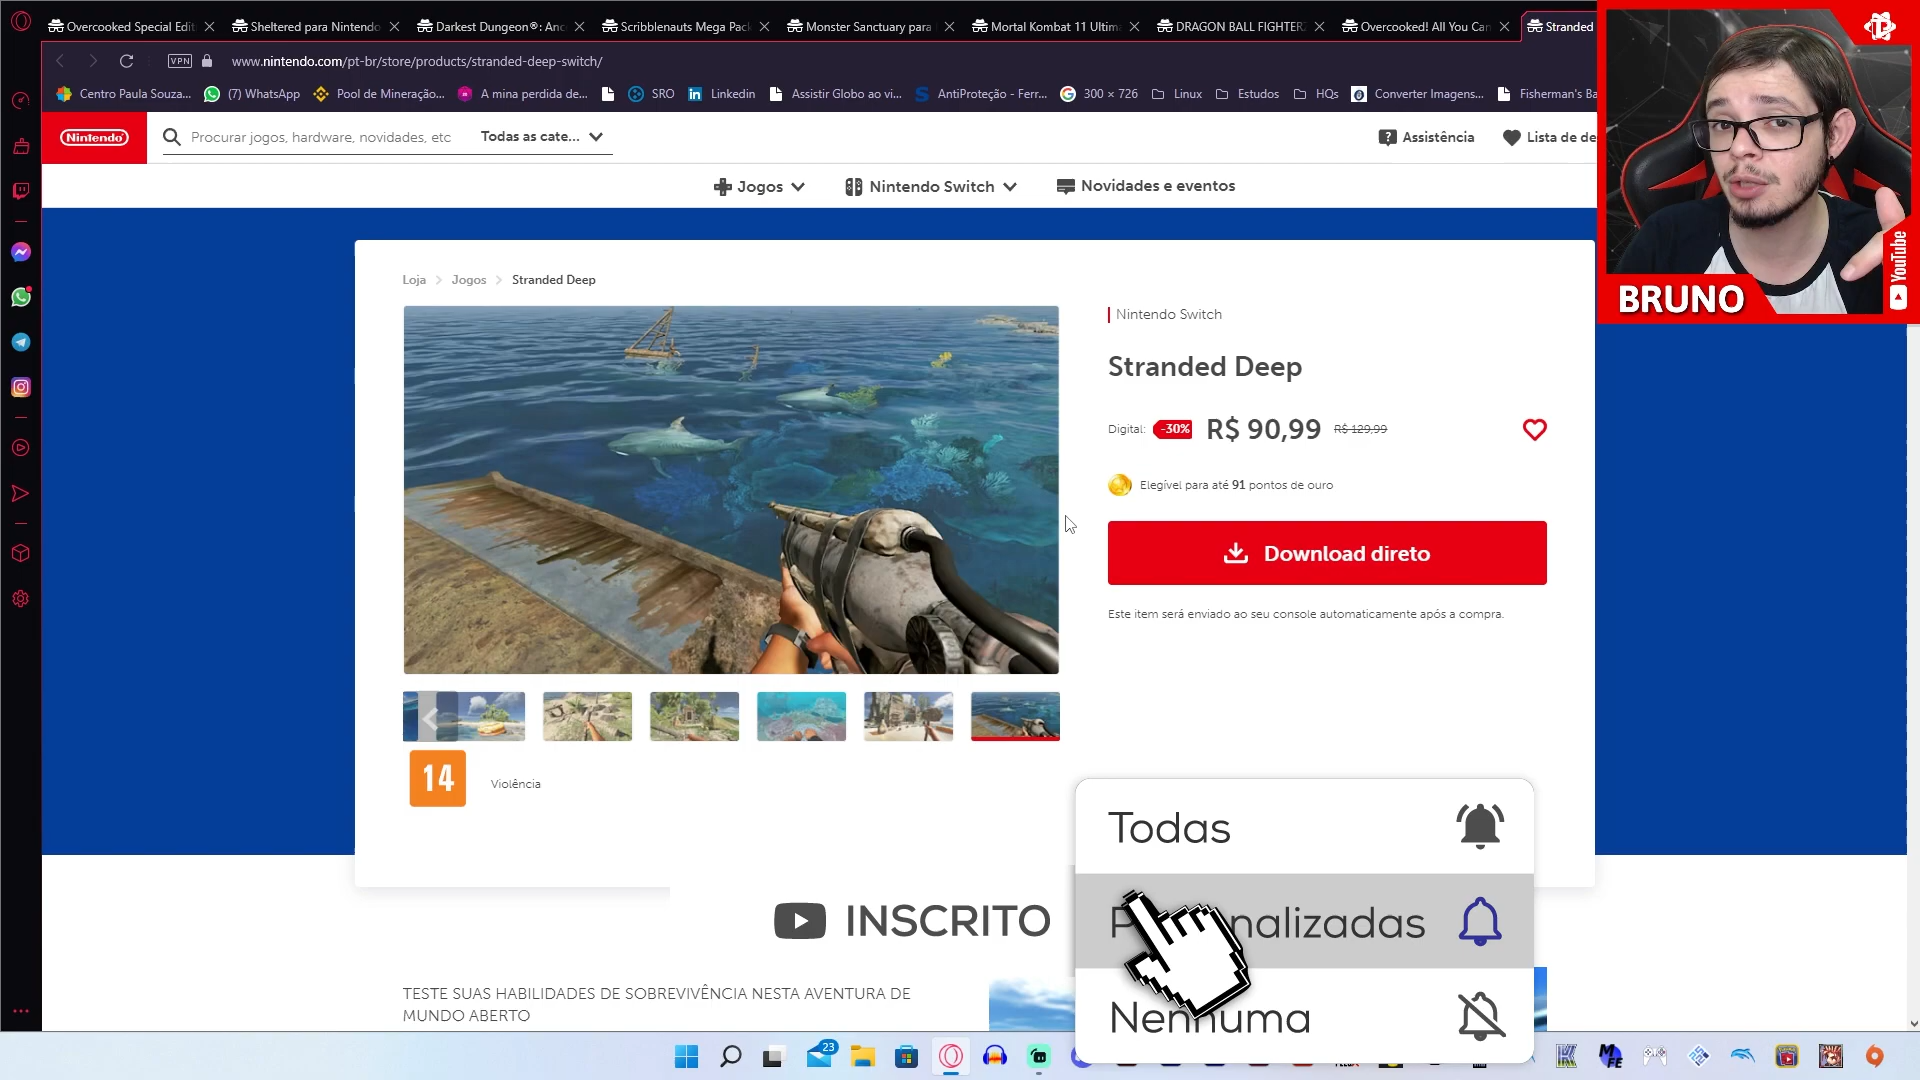 Overcooked Special Edit
Sheltered para Nintendo
Darkest Dungeon®: Anc
Scribblenauts Mega Pack
Monster Sanctuary para
Mortal Kombat 11 Ultima
DRAGON BALL FIGHTERZ
Overcooked! All You Can
Stranded
VPN
www.nintendo.com/pt-br/store/products/stranded-deep-switch/
Centro Paula Souza...
(7) WhatsApp
Pool de Mineração...
A mina perdida de...
SRO
Linkedin
Assistir Globo ao vi...
AntiProteção - Ferr...
300 × 726
Linux
Estudos
HQs
Converter Imagens...
Fisherman's Ba
Nintendo
Procurar jogos, hardware, novidades, etc
Todas as cate...
Assistência
Lista de de
Jogos
Nintendo Switch
Novidades e eventos
YouTube
BRUNO
Loja
Jogos
Stranded Deep
Nintendo Switch
Stranded Deep
Digital:
-30%
R$ 90,99
R$ 129,99
Elegível para até 91 pontos de ouro
Download direto
Este item será enviado ao seu console automaticamente após a compra.
14
Violência
Todas
INSCRITO
nalizadas
Nenhuma
TESTE SUAS HABILIDADES DE SOBREVIVÊNCIA NESTA AVENTURA DE
MUNDO ABERTO
23